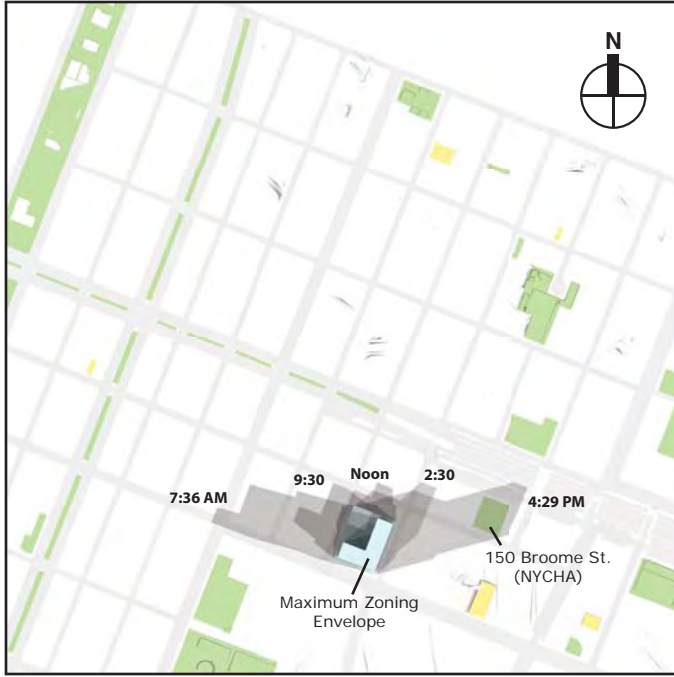 N
9:30
Noon
2:30
7:36 AM
4:29 PM
150 Broome St.
(NYCHA)
Maximum Zoning
Envelope